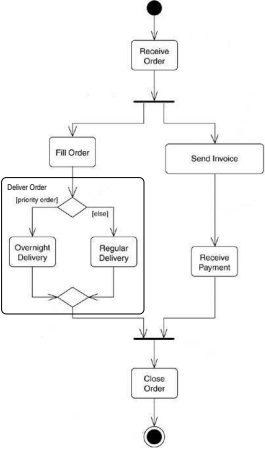 Receive
Order
Fill Order
Send Invoice
Deliver Order
[priority order]
[else]
Overnight
Delivery
Regular
Delivery
Receive
Payment
Close
Order